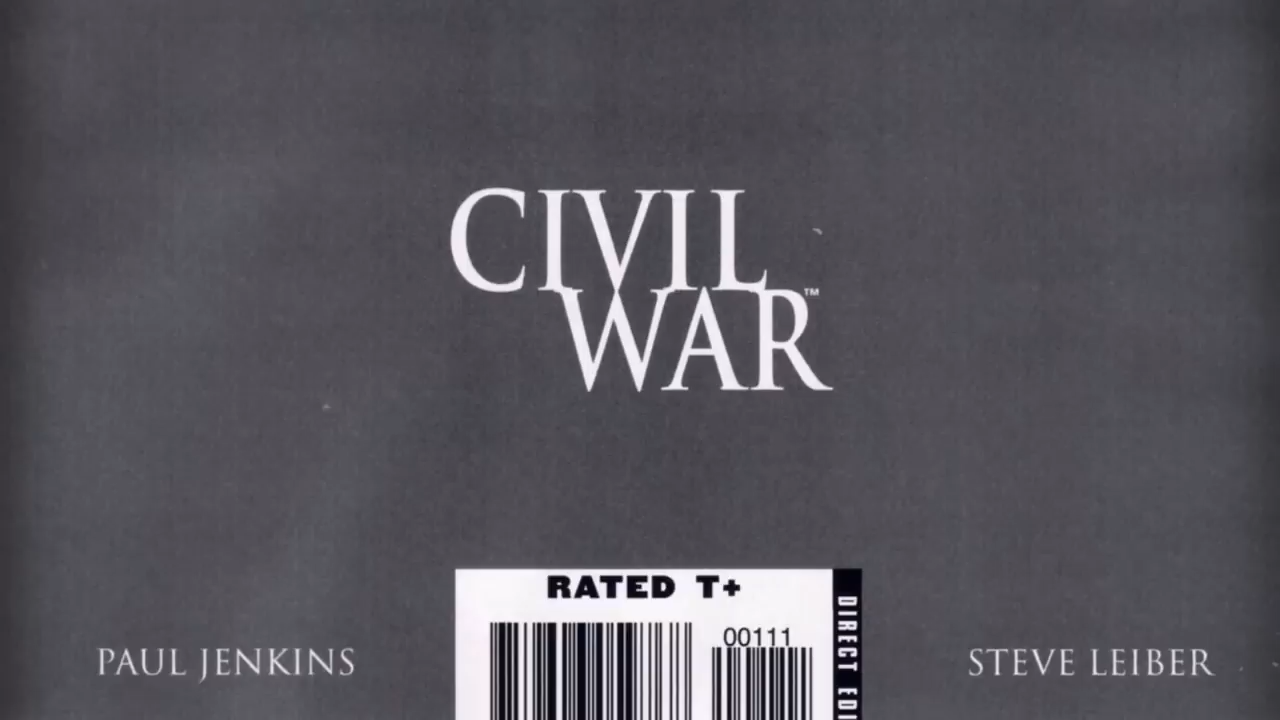 CIVIL
WAR™
RATED T+
00111
DIRECT EDI
PAUL JENKINS
STEVE LEIBER